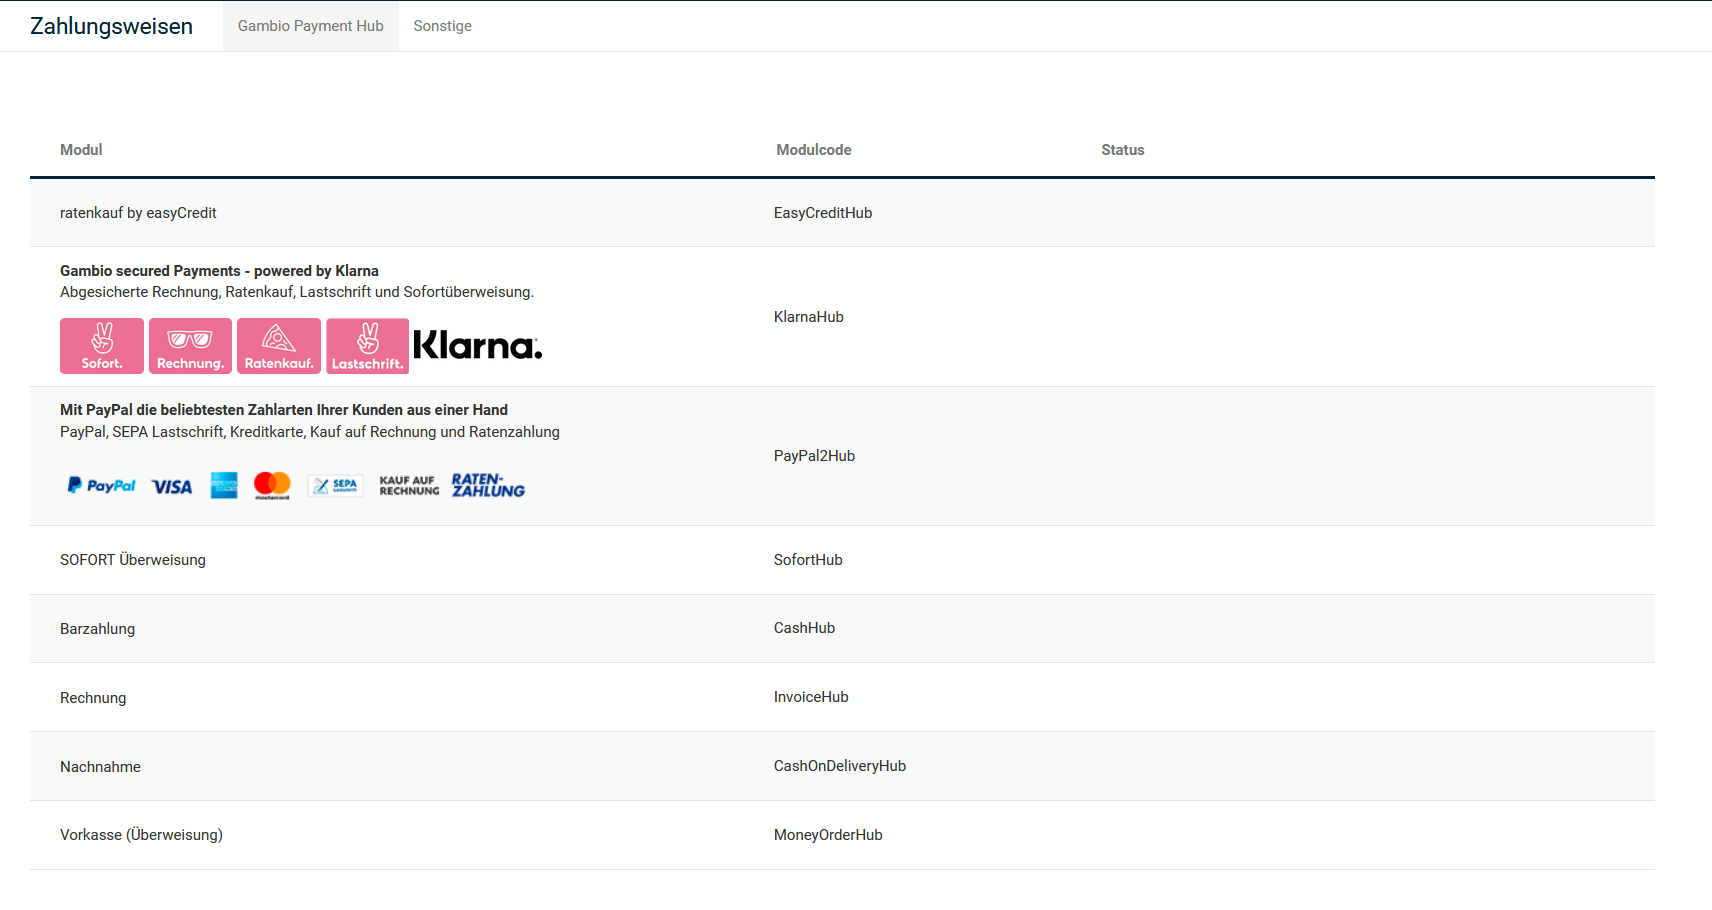 Zahlungsweisen Gambio Payment Hub Sonstige
Modul Modulcode Status
ratenkauf by easyCredit EasyCreditHub
Gambio secured Payments - powered by Klarna
Abgesicherte Rechnung, Ratenkauf, Lastschrift und Sofortüberweisung.
KlarnaHub
Sofort. Rechnung. Ratenkauf. Lastschrift. Klarna.
Mit PayPal die beliebtesten Zahlarten Ihrer Kunden aus einer Hand
PayPal, SEPA Lastschrift, Kreditkarte, Kauf auf Rechnung und Ratenzahlung
PayPal2Hub
PayPal VISA mastercard SEPA Lastschrift KAUF AUF RECHNUNG RATEN-ZAHLUNG
SOFORT Überweisung SofortHub
Barzahlung CashHub
Rechnung InvoiceHub
Nachnahme CashOnDeliveryHub
Vorkasse (Überweisung) MoneyOrderHub